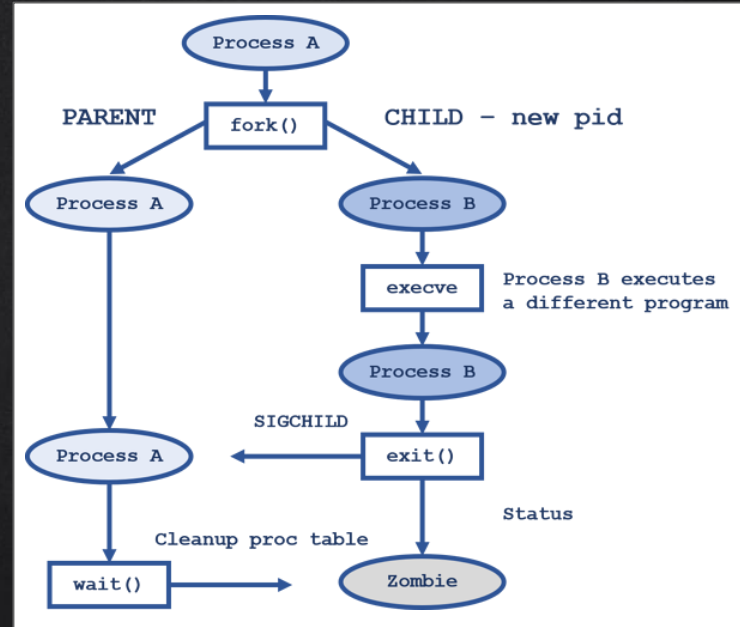 Process A
PARENT
fork()
CHILD – new pid
Process A
Process B
execve
Process B executes
a different program
Process B
SIGCHILD
Process A
exit()
Status
Cleanup proc table
wait()
Zombie